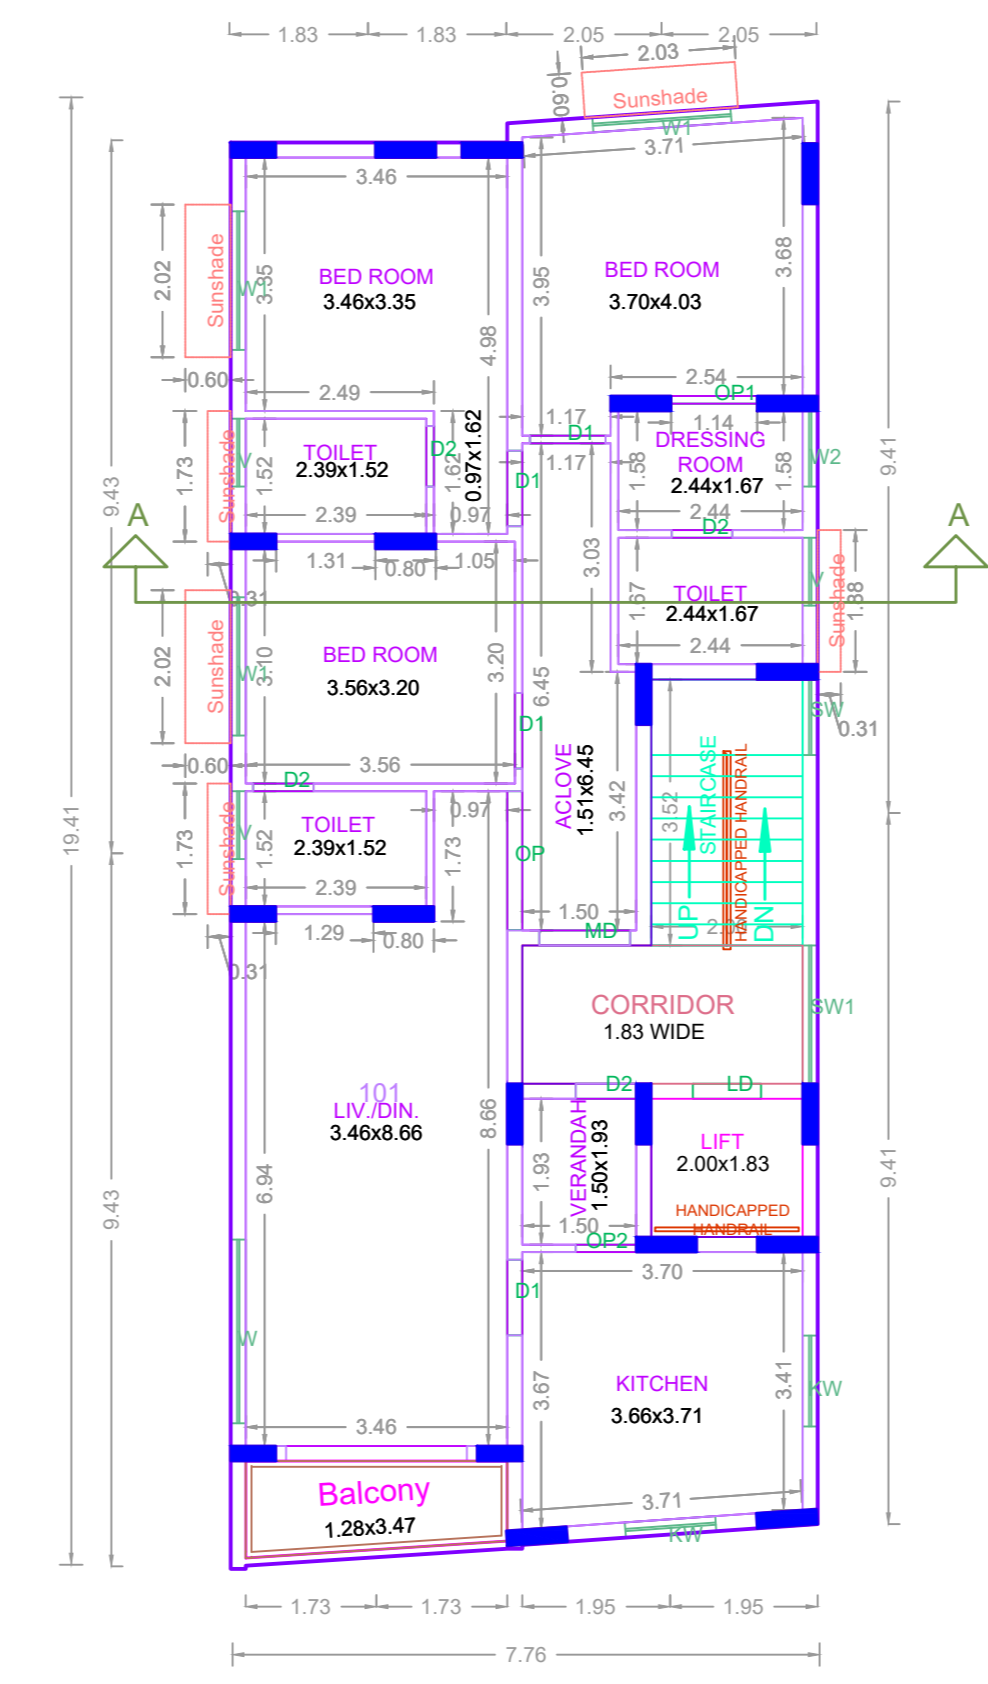 1.83
1.83
2.05
2.05
2.03
0.60
Sunshade
W1
3.71
3.46
3.95
3.68
Sunshade
2.02
W1
3.35
BED ROOM
3.46x3.35
BED ROOM
3.70x4.03
4.98
0.60
2.49
2.54
OP1
1.17
1.14
D1
1.17
Sunshade
1.73
V
1.52
TOILET
2.39x1.52
D2
1.62
0.97x1.62
D1
DRESSING
ROOM
2.44x1.67
1.58
1.58
W2
2.39
0.97
2.44
D2
9.43
9.41
A
A
1.31
0.80
1.05
3.03
0.31
TOILET
2.44x1.67
1.67
V
Sunshade
1.38
2.44
Sunshade
2.02
W1
3.10
BED ROOM
3.56x3.20
3.20
6.45
D1
SW
0.31
0.60
3.56
D2
ACLOVE
1.51x6.45
3.42
3.52
STAIRCASE
HANDICAPPED HANDRAIL
UP
DN
19.41
Sunshade
1.73
V
1.52
TOILET
2.39x1.52
0.97
1.73
OP
2.39
1.50
MD
1.29
0.80
0.31
CORRIDOR
1.83 WIDE
SW1
D2
LD
101
LIV./DIN.
3.46x8.66
8.66
6.94
9.43
9.41
VERANDAH
1.50x1.93
1.93
1.50
LIFT
2.00x1.83
HANDICAPPED
HANDRAIL
OP2
3.70
D1
W
KITCHEN
3.66x3.71
3.67
3.41
KW
3.46
3.71
KW
Balcony
1.28x3.47
1.73
1.73
1.95
1.95
7.76